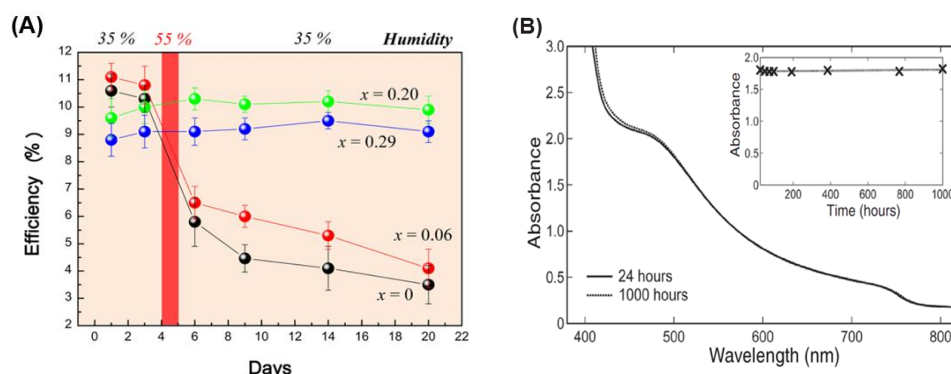 (A)
35 % 55 % 35 % Humidity
12
11
10
9
8
7
6
5
4
3
2
Efficiency (%)
x = 0.20
x = 0.29
x = 0.06
x = 0
0 2 4 6 8 10 12 14 16 18 20 22
Days
(B)
3.0
2.5
2.0
1.5
1.0
0.5
0.0
Absorbance
2.0
1.5
1.0
0.5
0.0
Absorbance
200 400 600 800 1000
Time (hours)
24 hours
1000 hours
400 500 600 700 800
Wavelength (nm)